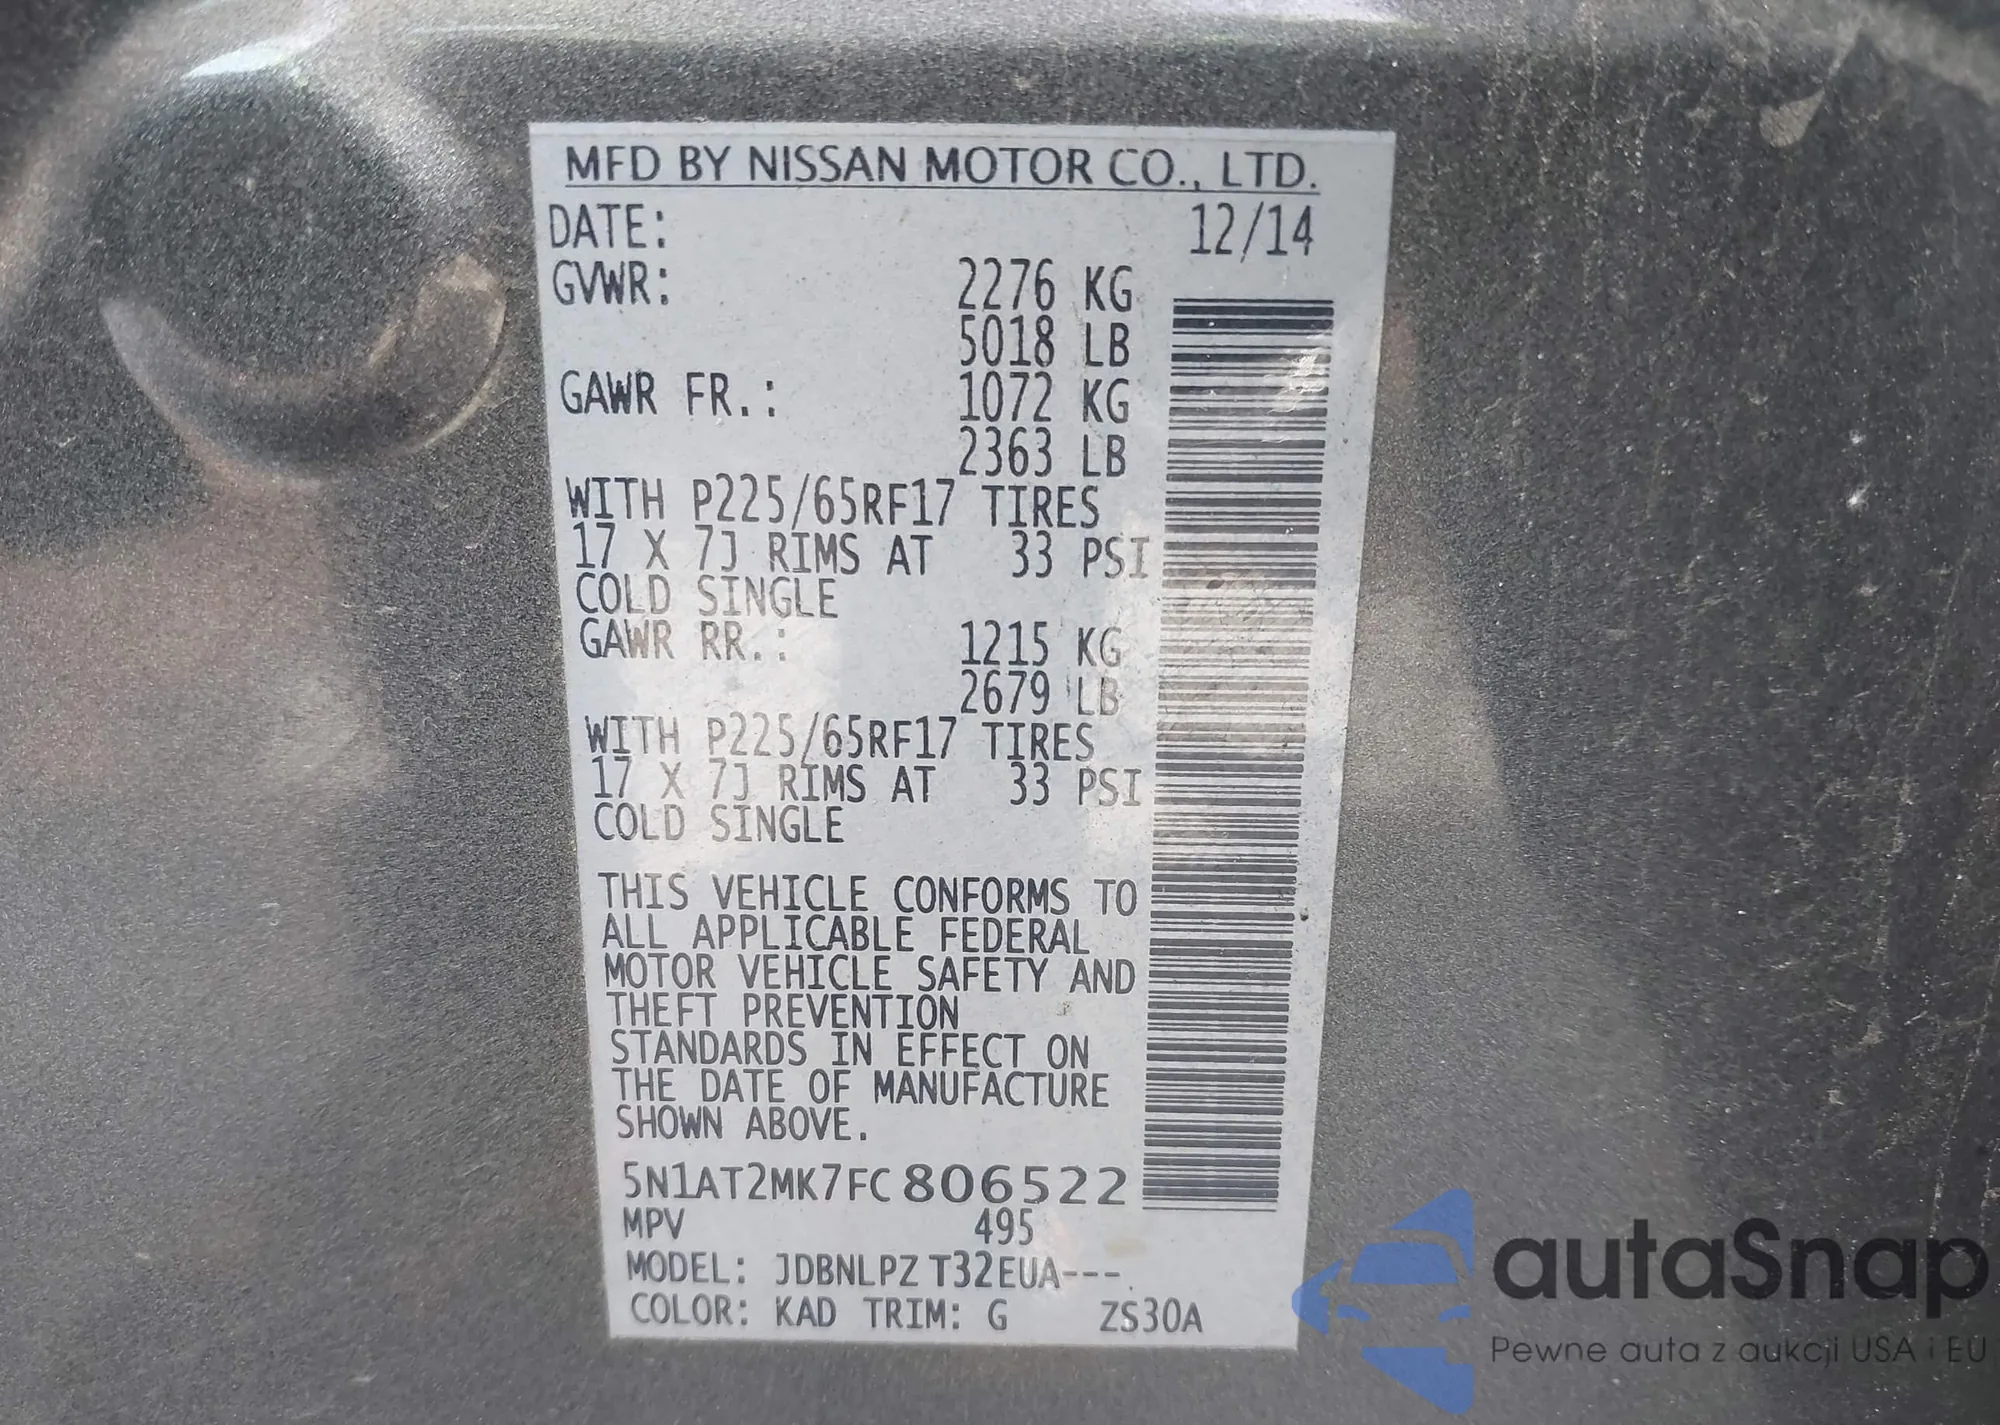 MFD BY NISSAN MOTOR CO., LTD.
DATE: 12/14
GVWR: 2276 KG
5018 LB
GAWR FR.: 1072 KG
2363 LB
WITH P225/65RF17 TIRES
17 X 7J RIMS AT 33 PSI
COLD SINGLE
GAWR RR.: 1215 KG
2679 LB
WITH P225/65RF17 TIRES
17 X 7J RIMS AT 33 PSI
COLD SINGLE
THIS VEHICLE CONFORMS TO
ALL APPLICABLE FEDERAL
MOTOR VEHICLE SAFETY AND
THEFT PREVENTION
STANDARDS IN EFFECT ON
THE DATE OF MANUFACTURE
SHOWN ABOVE.
5N1AT2MK7FC806522
MPV 495
MODEL: JDBNLPZ T32EUA---.
COLOR: KAD TRIM: G ZS30A
autaSnap
Pewne auta z aukcji USA i EU